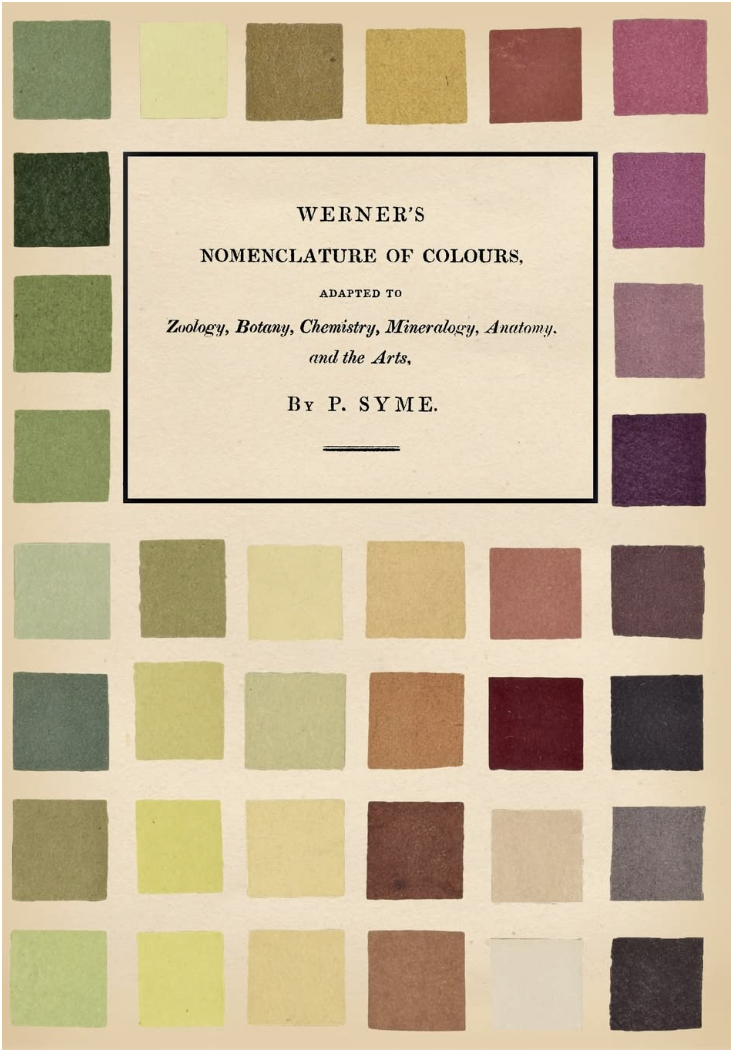 WERNER'S
NOMENCLATURE OF COLOURS,
ADAPTED TO
Zoology, Botany, Chemistry, Mineralogy, Anatomy.
and the Arts,
By P. SYME.